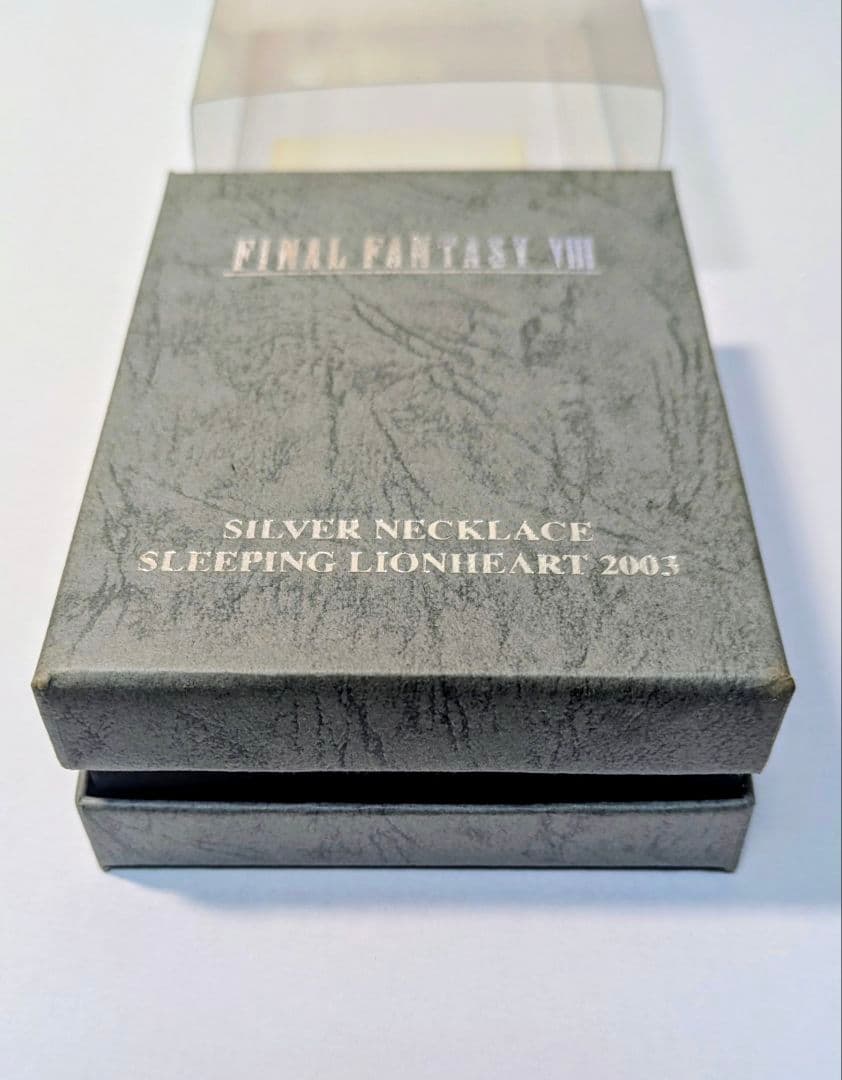 FINAL FANTASY VIII
SILVER NECKLACE
SLEEPING LIONHEART 2003